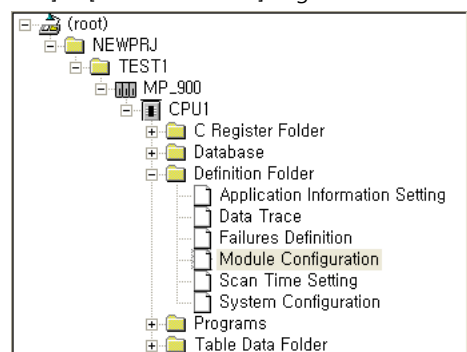 (root)
NEWPRJ
TEST1
MP_900
CPU1
C Register Folder
Database
Definition Folder
Application Information Setting
Data Trace
Failures Definition
Module Configuration
Scan Time Setting
System Configuration
Programs
Table Data Folder